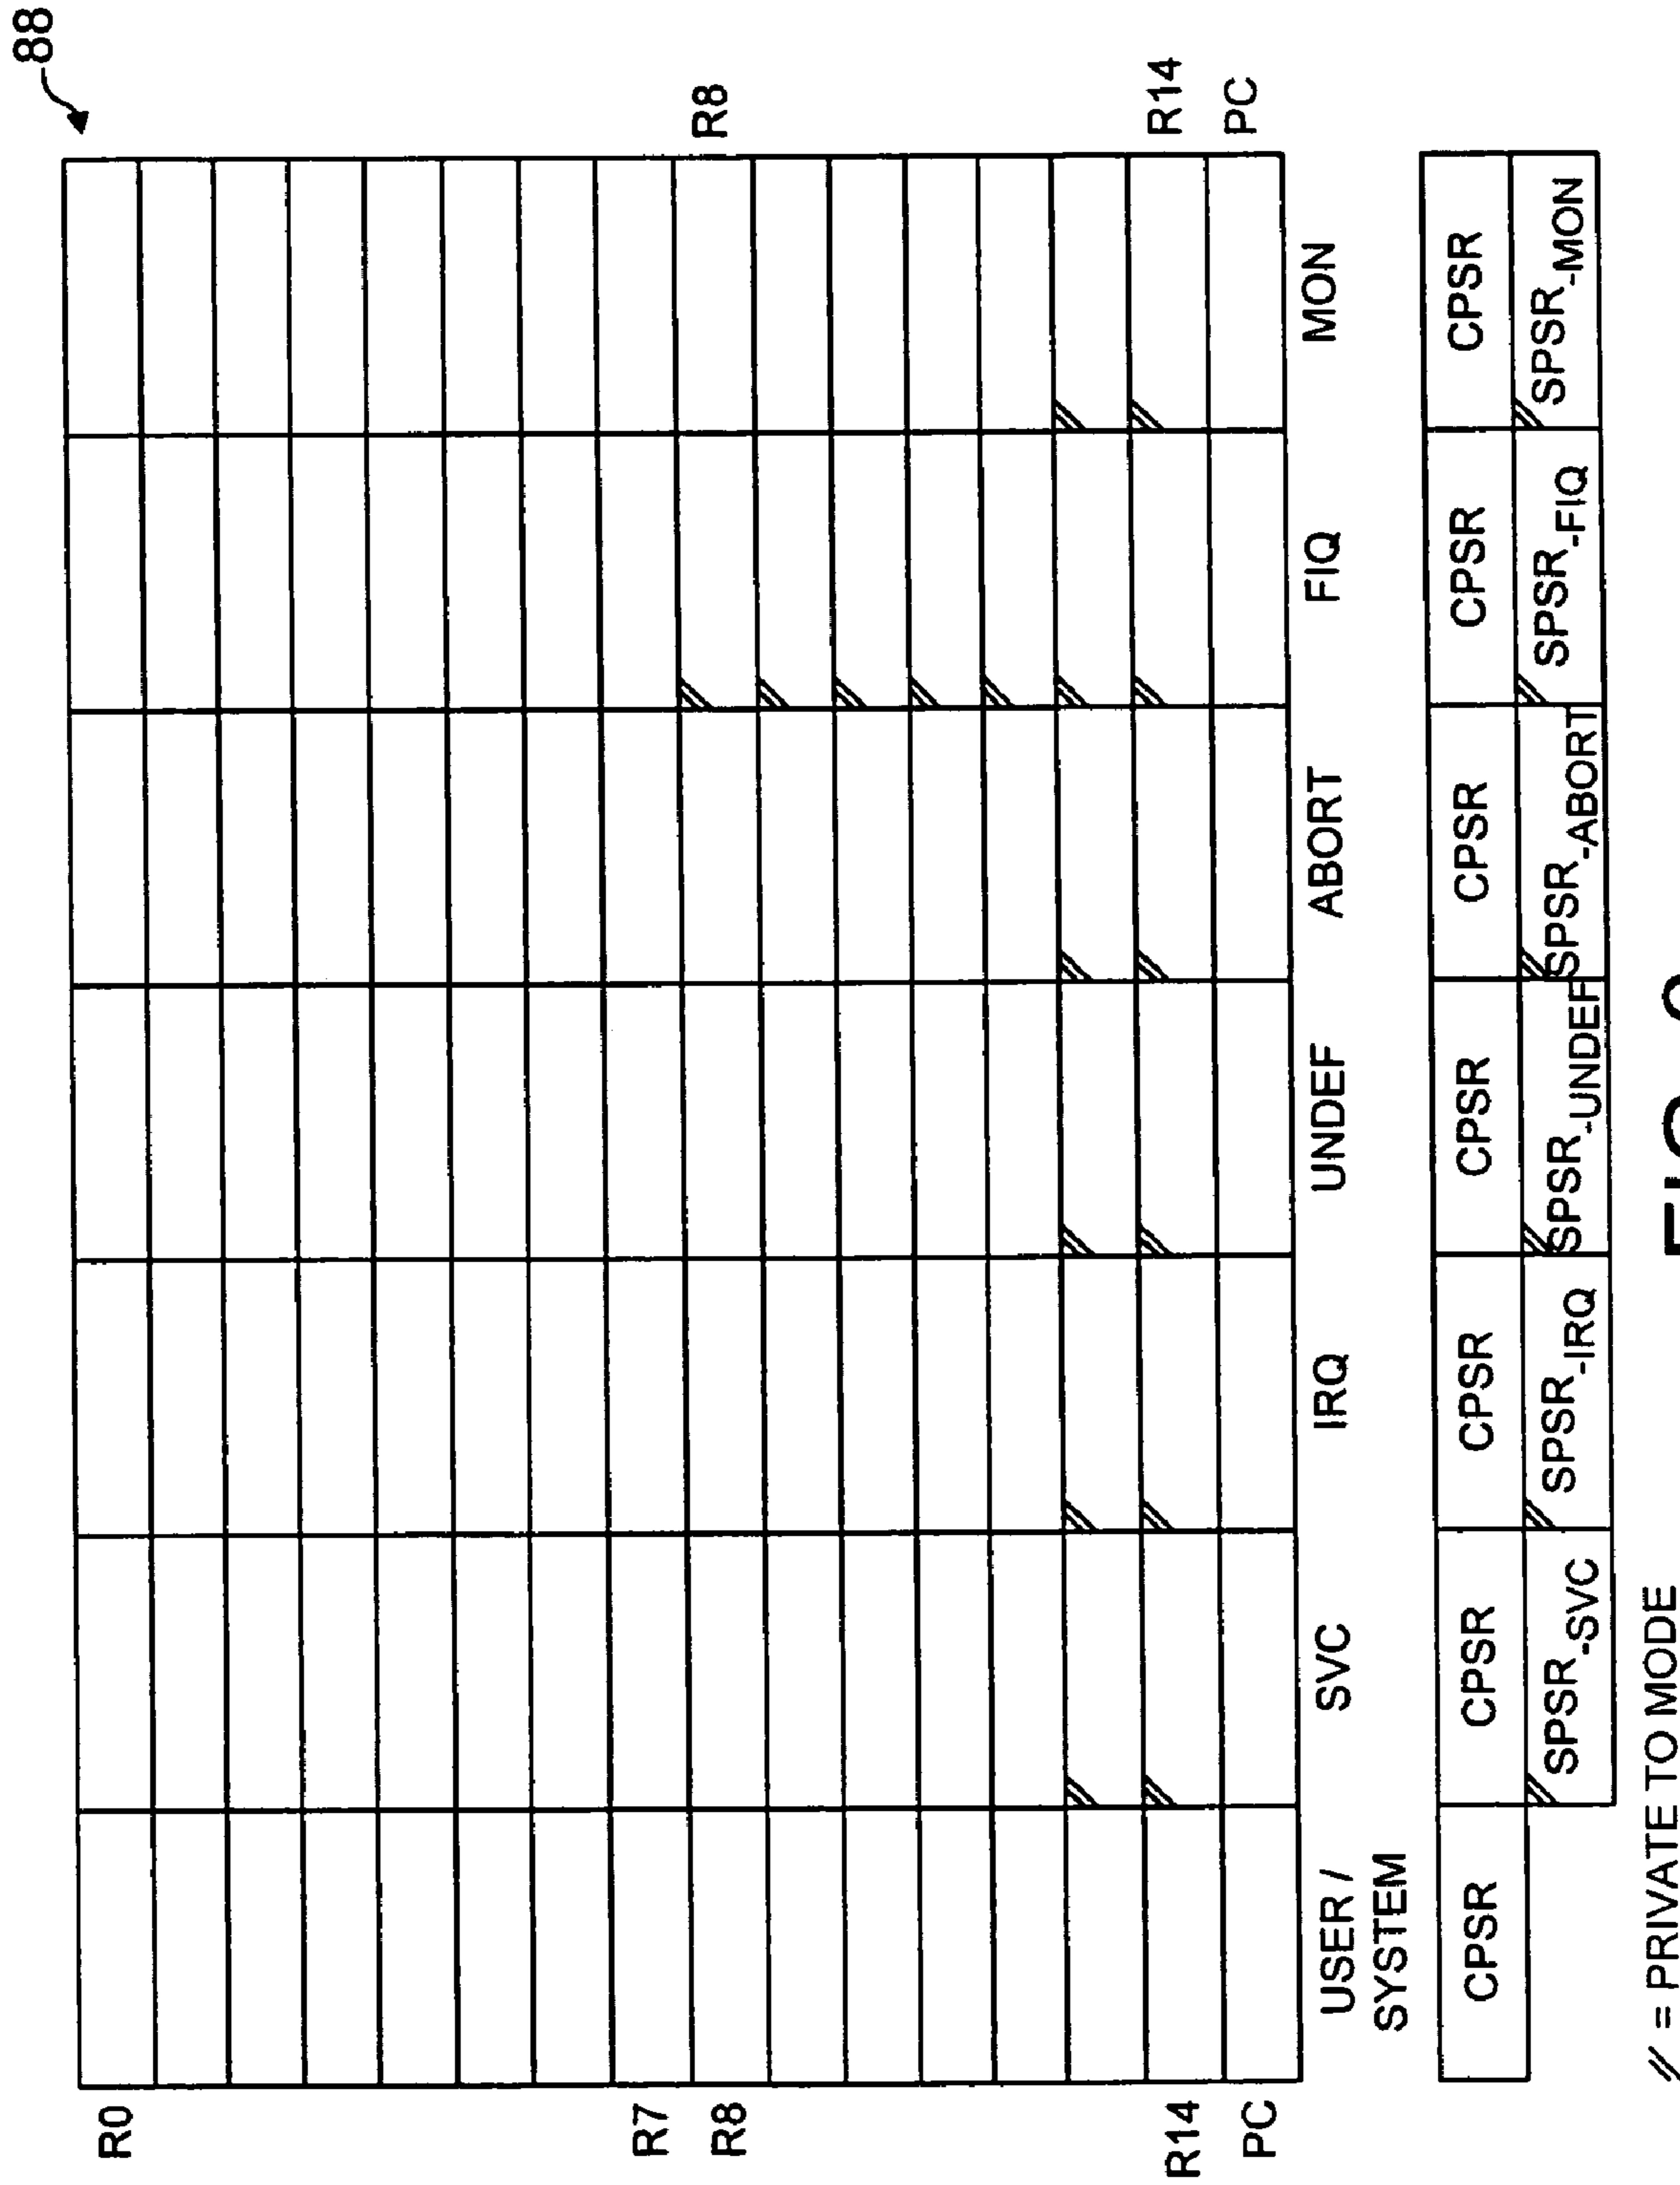 88
R0
R7
R8 R8
R14 R14
PC PC
USER / SVC IRQ UNDEF ABORT FIQ MON
SYSTEM
CPSR CPSR CPSR CPSR CPSR CPSR CPSR
SPSR-SVC SPSR-IRQ SPSR-UNDEF SPSR-ABORT SPSR-FIQ SPSR-MON
// = PRIVATE TO MODE